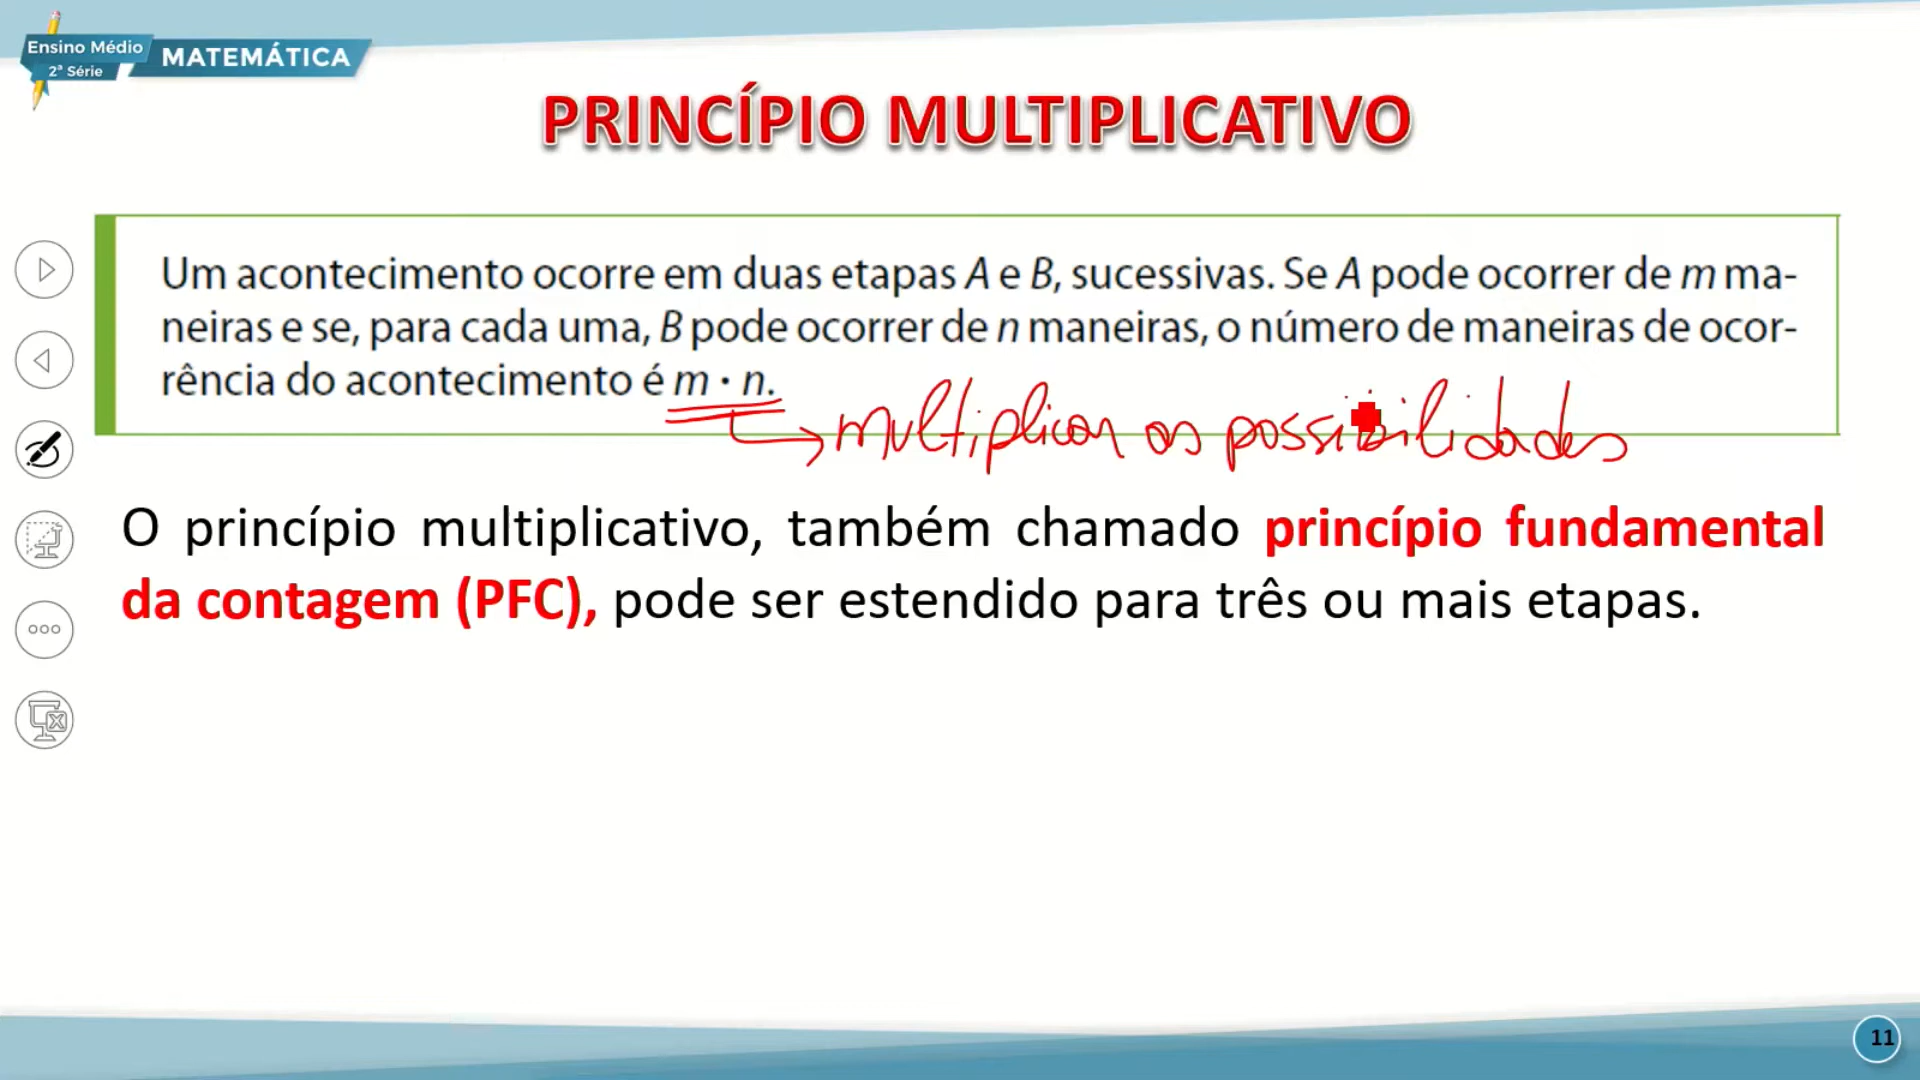 Ensino Médio
2ª Série
MATEMÁTICA
PRINCÍPIO MULTIPLICATIVO
Um acontecimento ocorre em duas etapas A e B, sucessivas. Se A pode ocorrer de m ma-
neiras e se, para cada uma, B pode ocorrer de n maneiras, o número de maneiras de ocor-
rência do acontecimento é m · n.
multiplicar as possibilidades
O princípio multiplicativo, também chamado princípio fundamental
da contagem (PFC), pode ser estendido para três ou mais etapas.
11